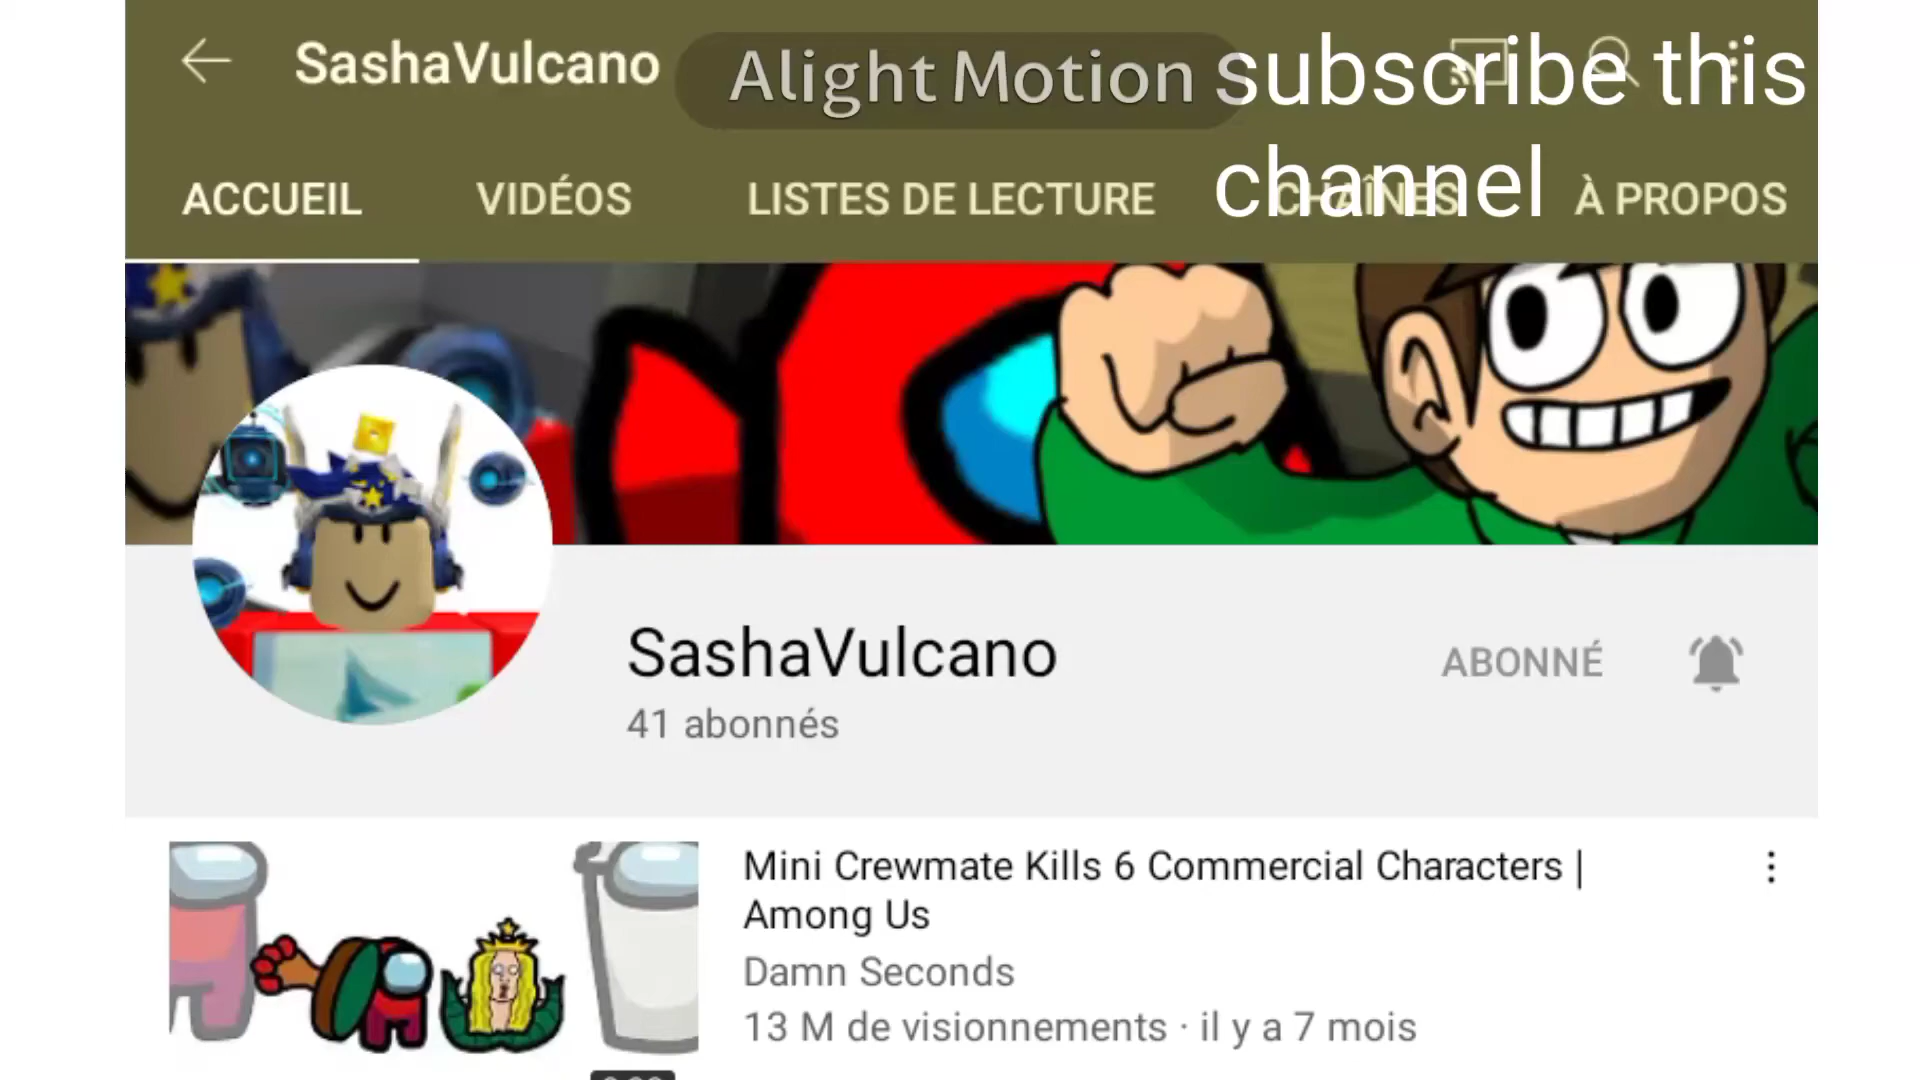 SashaVulcano
Alight Motion
subscribe this
channel
ACCUEIL
VIDÉOS
LISTES DE LECTURE
CHAÎNES
À PROPOS
SashaVulcano
41 abonnés
ABONNÉ
Mini Crewmate Kills 6 Commercial Characters |
Among Us
Damn Seconds
13 M de visionnements · il y a 7 mois